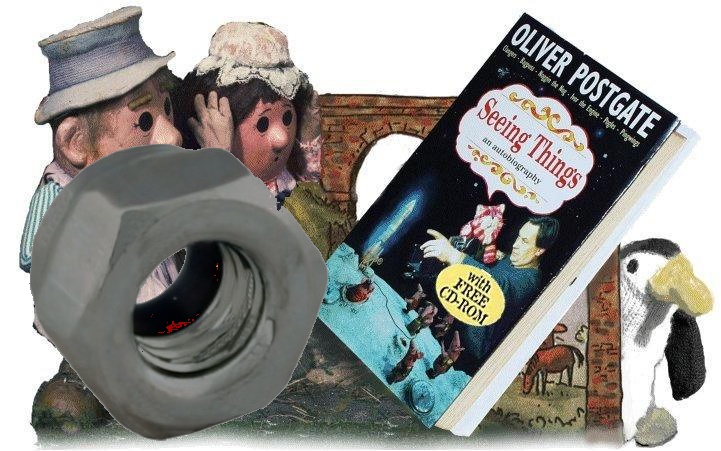 OLIVER POSTGATE
Clangers · Bagpuss · Noggin the Nog · Ivor the Engine · Pogles · Pingwings
Seeing Things
an autobiography
with
FREE
CD-ROM